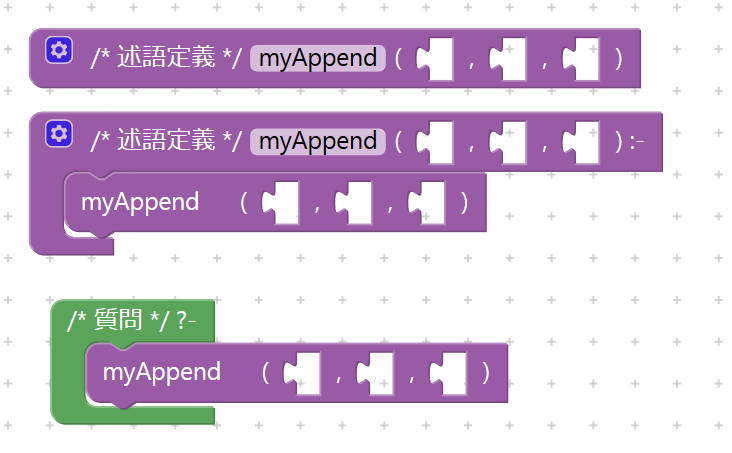 /* 述語定義 */ myAppend ( , , )
/* 述語定義 */ myAppend ( , , ) :-
myAppend ( , , )
/* 質問 */ ?-
myAppend ( , , )